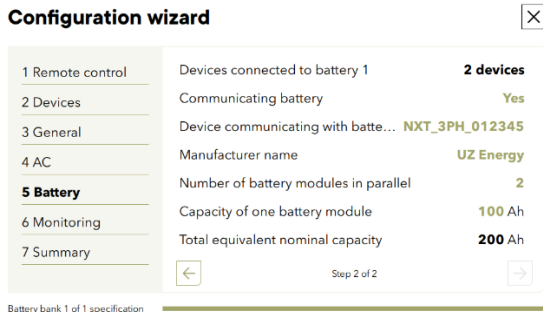 Configuration wizard
1 Remote control
2 Devices
3 General
4 AC
5 Battery
6 Monitoring
7 Summary
Devices connected to battery 1 2 devices
Communicating battery Yes
Device communicating with batte... NXT_3PH_012345
Manufacturer name UZ Energy
Number of battery modules in parallel 2
Capacity of one battery module 100 Ah
Total equivalent nominal capacity 200 Ah
Step 2 of 2
Battery bank 1 of 1 specification